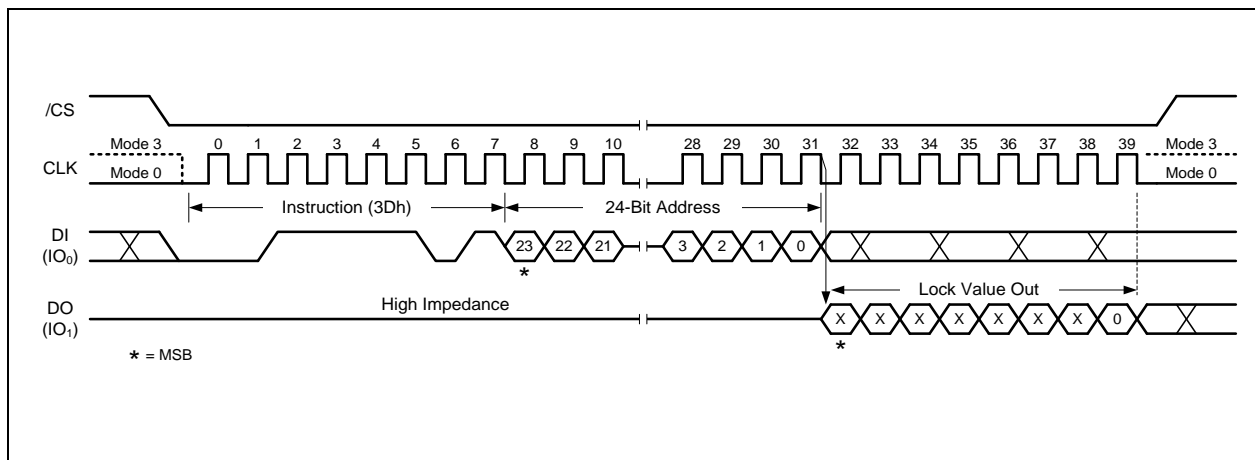 /CS
Mode 3 0 1 2 3 4 5 6 7 8 9 10 28 29 30 31 32 33 34 35 36 37 38 39 Mode 3
CLK
Mode 0 Mode 0
Instruction (3Dh) 24-Bit Address
DI
(IO₀)
23 22 21 3 2 1 0
*
High Impedance
Lock Value Out
DO
(IO₁)
X X X X X X X 0
*
* = MSB